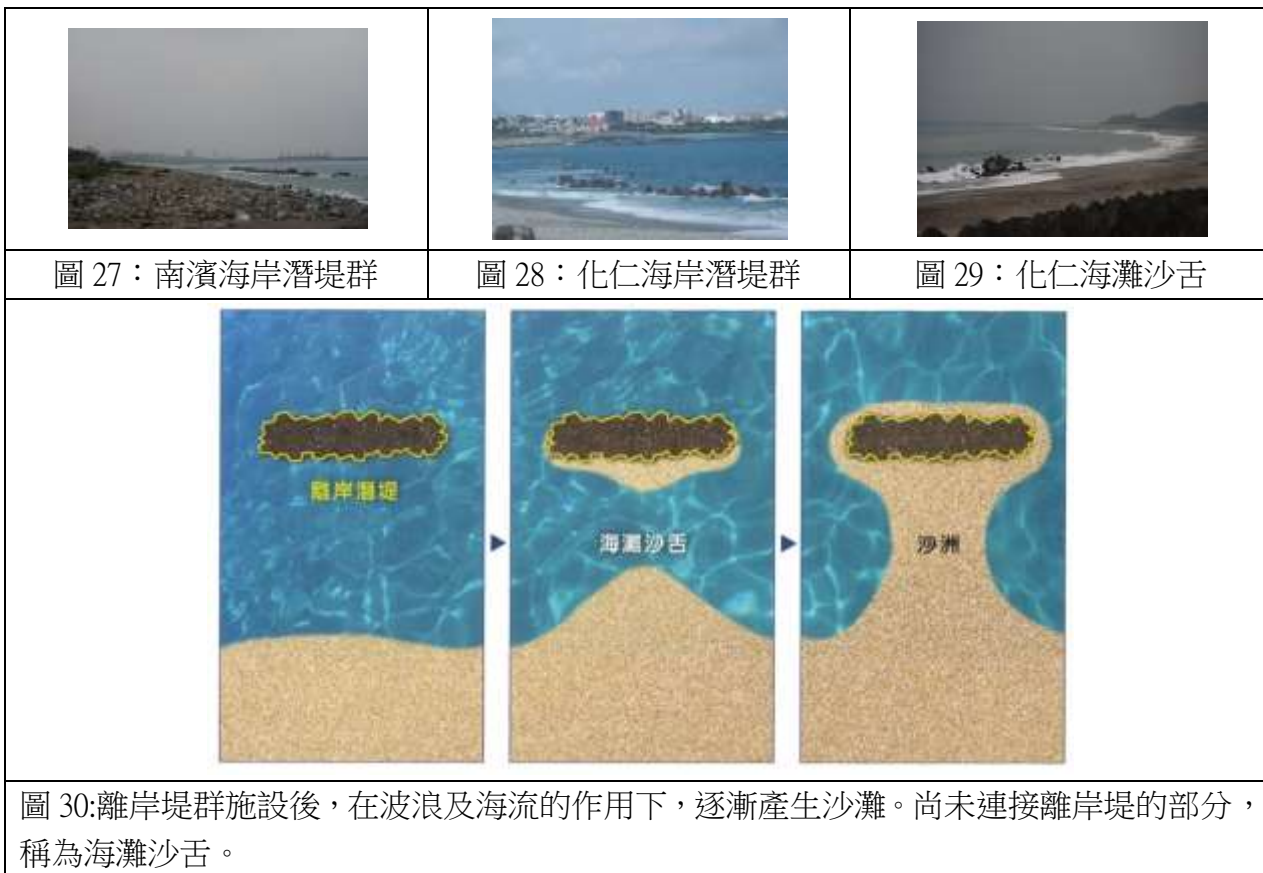 圖 27：南濱海岸潛堤群
圖 28：化仁海岸潛堤群
圖 29：化仁海灘沙舌
離岸潛堤
海灘沙舌
沙洲
圖 30:離岸堤群施設後，在波浪及海流的作用下，逐漸產生沙灘。尚未連接離岸堤的部分，
稱為海灘沙舌。